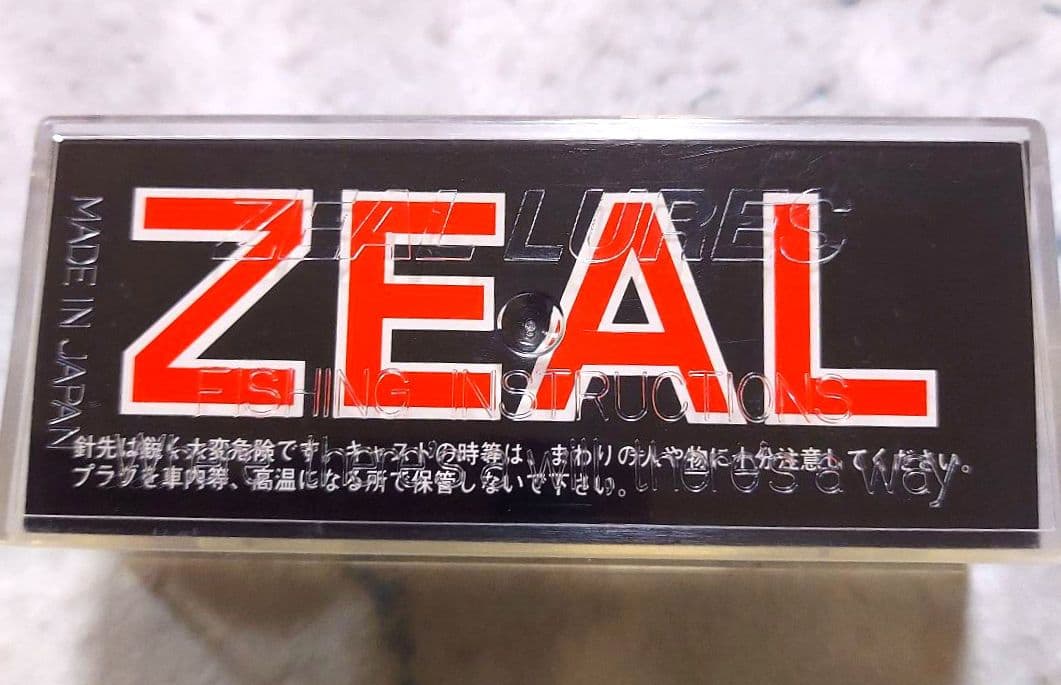 ZEAL
ZEAL LURES
FISHING INSTRUCTIONS
Where there's a will, there's a way
MADE IN JAPAN
針先は鋭く大変危険です。キャストの時等は、まわりの人や物に十分注意してください。
プラグを車内等、高温になる所で保管しないで下さい。